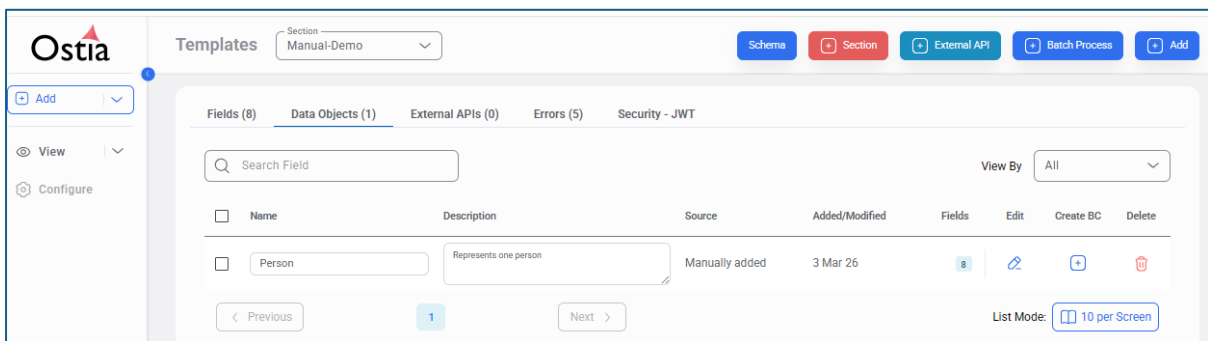 Ostia
Templates
Section
Manual-Demo
Schema
Section
External API
Batch Process
Add
Add
View
Configure
Fields (8)
Data Objects (1)
External APIs (0)
Errors (5)
Security - JWT
Search Field
View By
All
Name
Description
Source
Added/Modified
Fields
Edit
Create BC
Delete
Person
Represents one person
Manually added
3 Mar 26
8
Previous
1
Next
List Mode:
10 per Screen